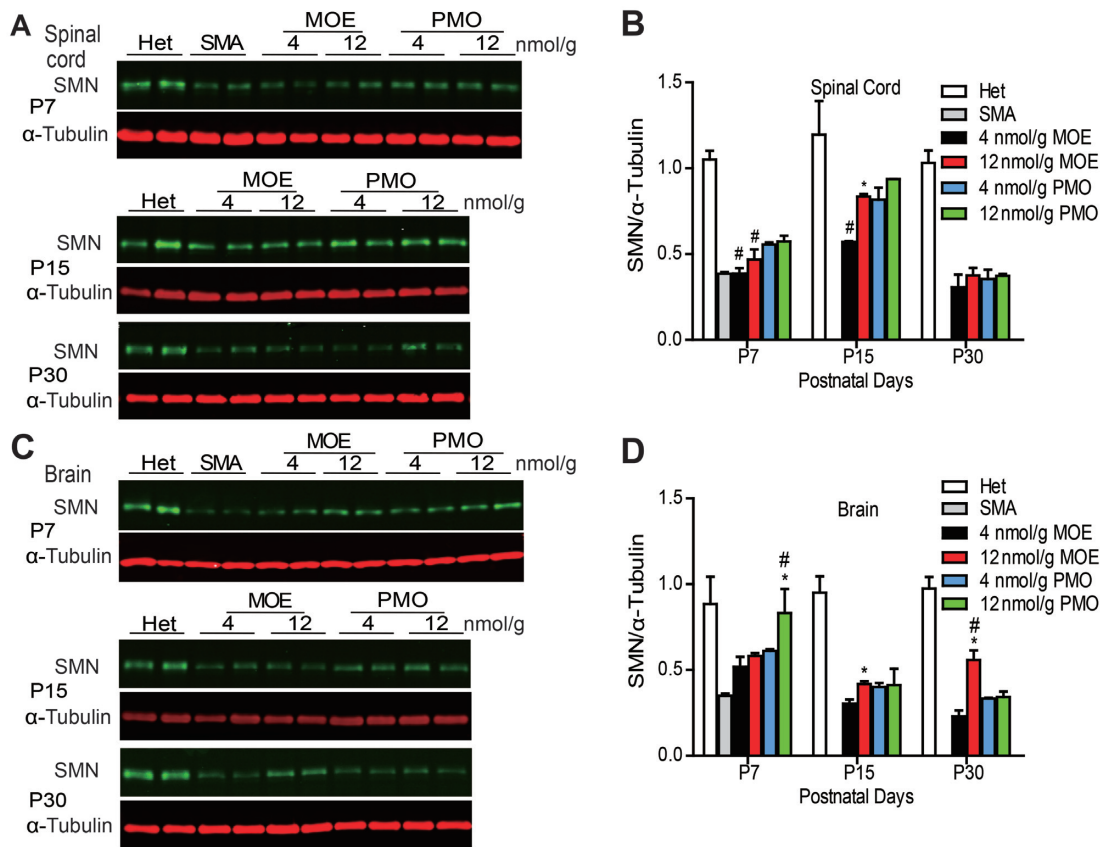 A
Spinal
cord
Het SMA MOE PMO
4 12 4 12 nmol/g
SMN
P7
α-Tubulin
MOE PMO
Het 4 12 4 12 nmol/g
SMN
P15
α-Tubulin
SMN
P30
α-Tubulin
B
Spinal Cord
Het
SMA
4 nmol/g MOE
12 nmol/g MOE
4 nmol/g PMO
12 nmol/g PMO
SMN/α-Tubulin
1.5
1.0
0.5
0.0
# # # *
P7 P15 P30
Postnatal Days
C
Brain
Het SMA MOE PMO
4 12 4 12 nmol/g
SMN
P7
α-Tubulin
MOE PMO
Het 4 12 4 12 nmol/g
SMN
P15
α-Tubulin
SMN
P30
α-Tubulin
D
Brain
Het
SMA
4 nmol/g MOE
12 nmol/g MOE
4 nmol/g PMO
12 nmol/g PMO
SMN/α-Tubulin
1.5
1.0
0.5
0.0
# #
* * *
P7 P15 P30
Postnatal Days